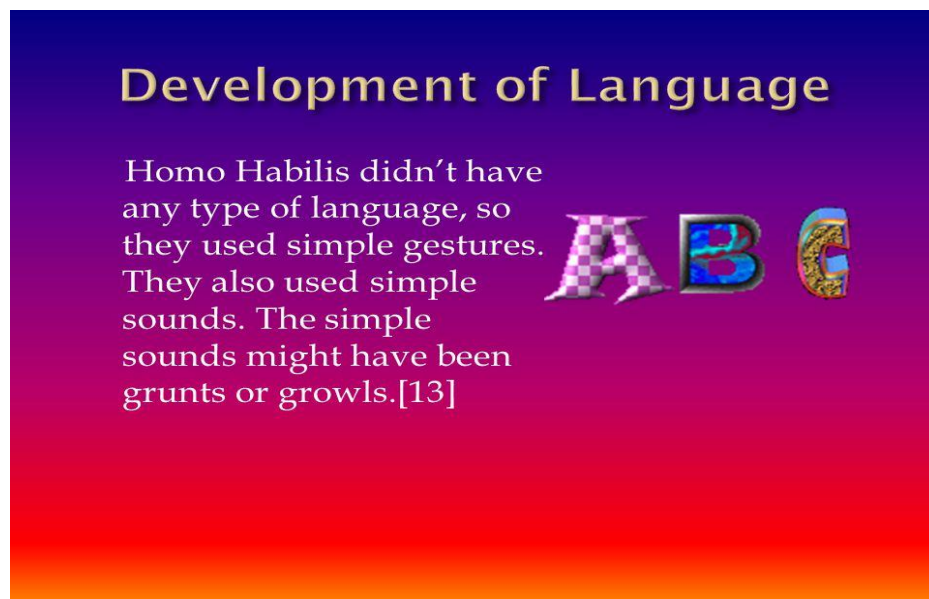 Development of Language
Homo Habilis didn’t have
any type of language, so
they used simple gestures.
They also used simple
sounds. The simple
sounds might have been
grunts or growls.[13]
A B C